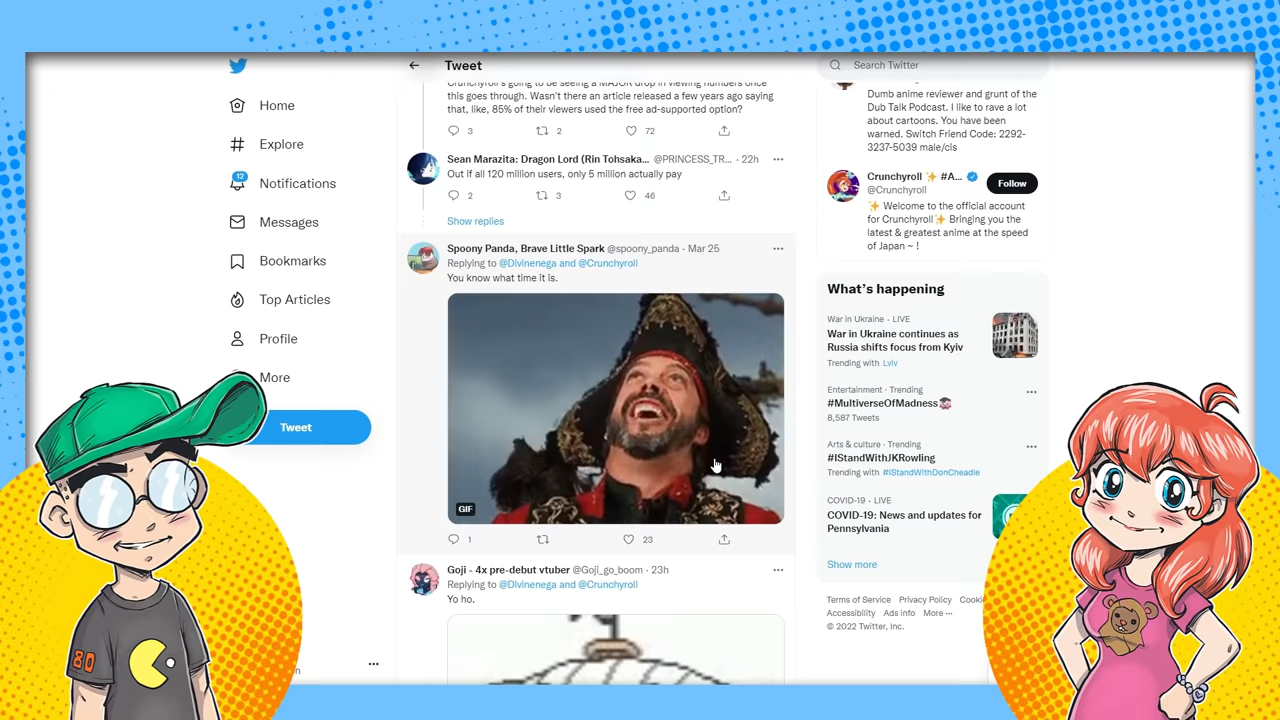 Home
Explore
12
Notifications
Messages
Bookmarks
Top Articles
Profile
More
Tweet
Tweet
Crunchyroll's going to be seeing a MAJOR drop in viewing numbers once
this goes through. Wasn't there an article released a few years ago saying
that, like, 85% of their viewers used the free ad-supported option?
3 2 72
Sean Marazita: Dragon Lord (Rin Tohsaka... @PRINCESS_TR... · 22h
Out if all 120 million users, only 5 million actually pay
2 3 46
Show replies
Spoony Panda, Brave Little Spark @spoony_panda · Mar 25
Replying to @Divinenega and @Crunchyroll
You know what time it is.
GIF
1 23
Goji - 4x pre-debut vtuber @Goji_go_boom · 23h
Replying to @Divinenega and @Crunchyroll
Yo ho.
Search Twitter
Dumb anime reviewer and grunt of the
Dub Talk Podcast. I like to rave a lot
about cartoons. You have been
warned. Switch Friend Code: 2292-
3237-5039 male/cls
Crunchyroll ✨ #A...
@Crunchyroll
Follow
✨ Welcome to the official account
for Crunchyroll✨ Bringing you the
latest & greatest anime at the speed
of Japan ~ !
What's happening
War in Ukraine · LIVE
War in Ukraine continues as
Russia shifts focus from Kyiv
Trending with Lviv
Entertainment · Trending
#MultiverseOfMadness
8,587 Tweets
Arts & culture · Trending
#IStandWithJKRowling
Trending with #IStandWithDonCheadle
COVID-19 · LIVE
COVID-19: News and updates for
Pennsylvania
Show more
Terms of Service Privacy Policy Cookie
Accessibility Ads info More ···
© 2022 Twitter, Inc.
80